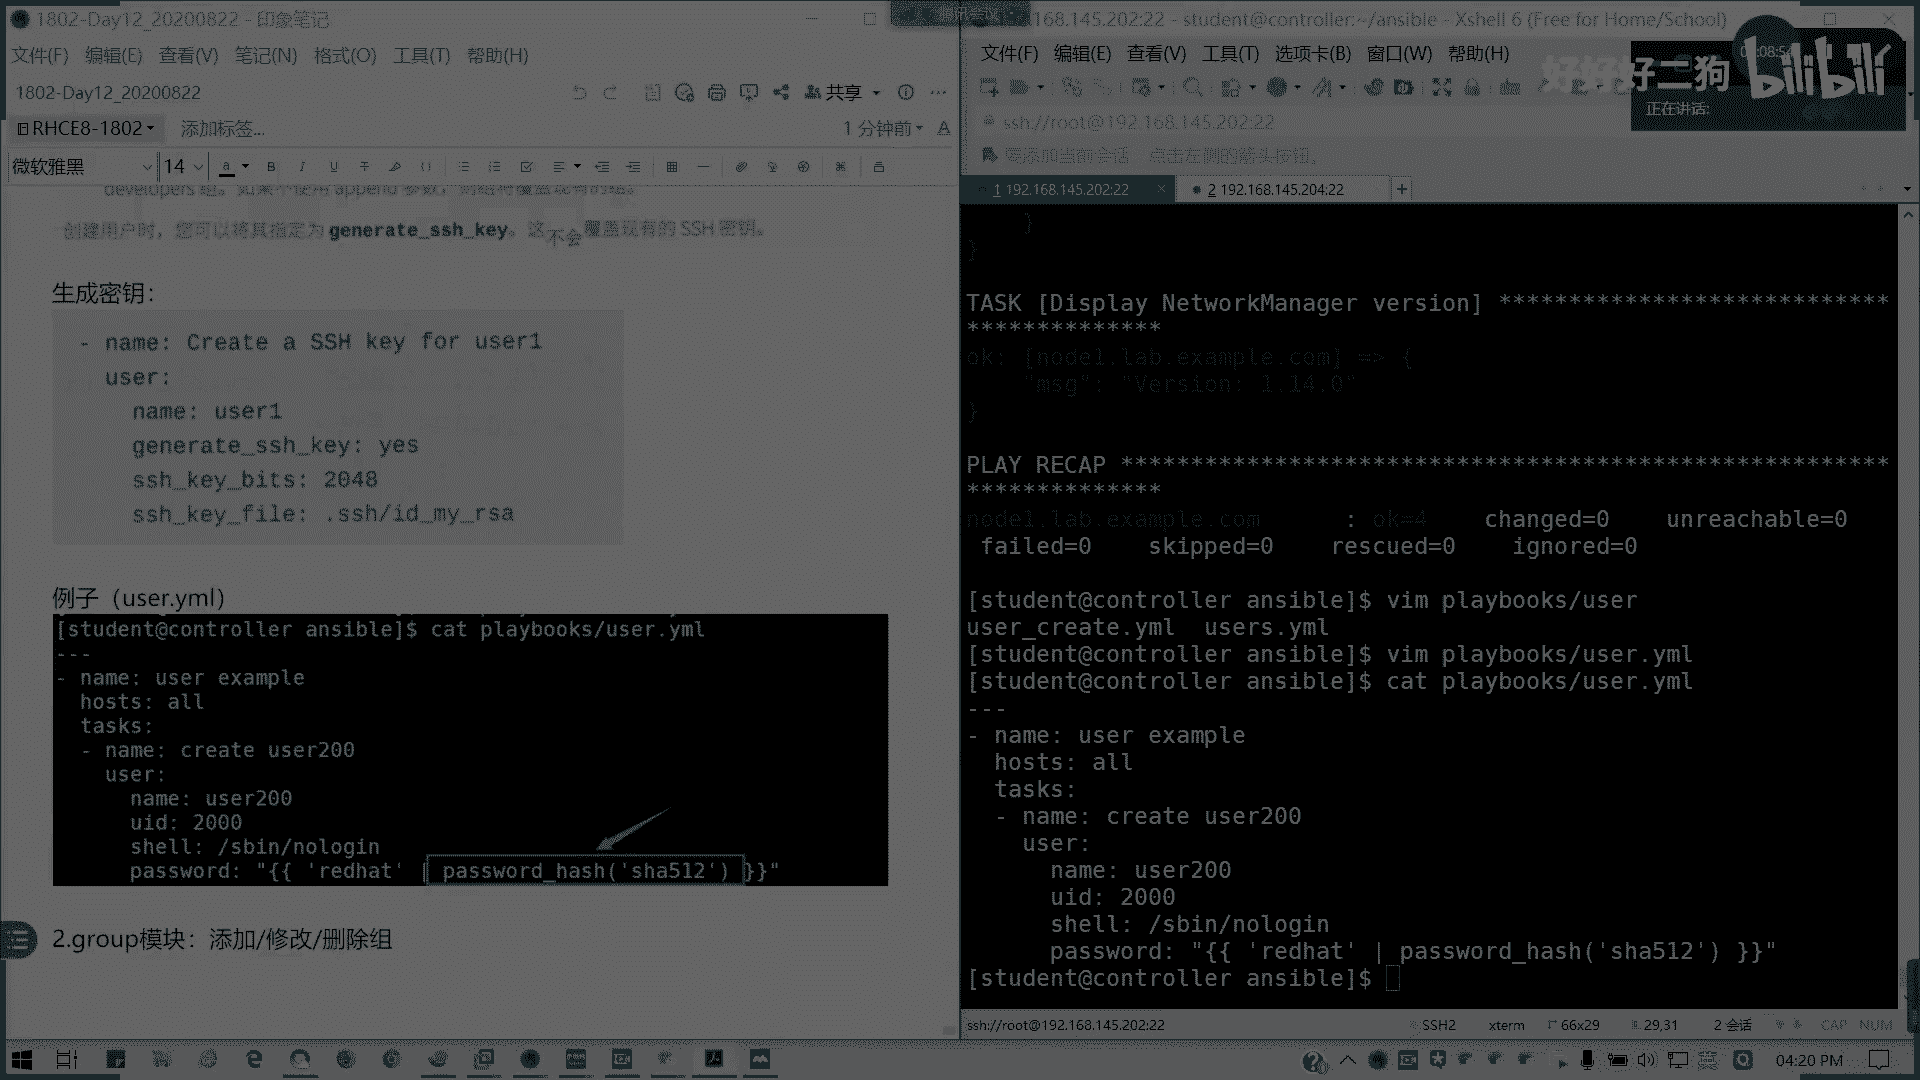 1802-Day12_20200822 - 印象笔记
文件(F) 编辑(E) 查看(V) 笔记(N) 格式(O) 工具(T) 帮助(H)
1802-Day12_20200822
共享
RHCE8-1802
添加标签...
1 分钟前
微软雅黑
14
创建用户时，您可以将其指定为 generate_ssh_key。这不会覆盖现有的 SSH 密钥。
生成密钥：
- name: Create a SSH key for user1
user:
name: user1
generate_ssh_key: yes
ssh_key_bits: 2048
ssh_key_file: .ssh/id_my_rsa
例子（user.yml）
[student@controller ansible]$ cat playbooks/user.yml
---
- name: user example
hosts: all
tasks:
- name: create user200
user:
name: user200
uid: 2000
shell: /sbin/nologin
password: "{{ 'redhat' | password_hash('sha512') }}"
2.group模块：添加/修改/删除组
168.145.202:22 - student@controller:~/ansible - Xshell 6 (Free for Home/School)
文件(F) 编辑(E) 查看(V) 工具(T) 选项卡(B) 窗口(W) 帮助(H)
好好好二狗 bilibili
正在讲话:
ssh://root@192.168.145.202:22
要添加当前会话，点击左侧的箭头按钮。
1 192.168.145.202:22
2 192.168.145.204:22
}
}
TASK [Display NetworkManager version] ****************************
**************
ok: [node1.lab.example.com] => {
"msg": "Version: 1.14.0"
}
PLAY RECAP ********************************************************
**************
node1.lab.example.com : ok=4 changed=0 unreachable=0
failed=0 skipped=0 rescued=0 ignored=0
[student@controller ansible]$ vim playbooks/user
user_create.yml users.yml
[student@controller ansible]$ vim playbooks/user.yml
[student@controller ansible]$ cat playbooks/user.yml
---
- name: user example
hosts: all
tasks:
- name: create user200
user:
name: user200
uid: 2000
shell: /sbin/nologin
password: "{{ 'redhat' | password_hash('sha512') }}"
[student@controller ansible]$
ssh://root@192.168.145.202:22
SSH2 xterm 66x29 29,31 2 会话 CAP NUM
英
04:20 PM